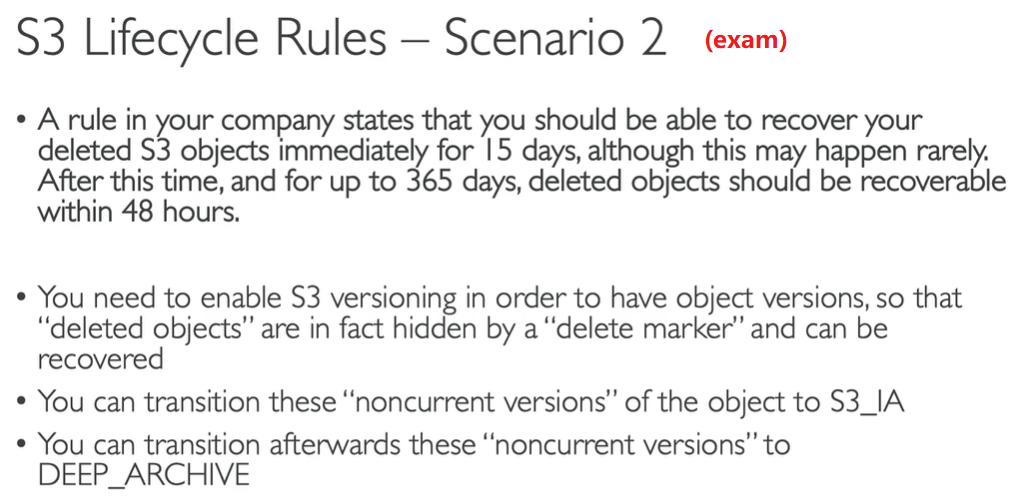 S3 Lifecycle Rules – Scenario 2 (exam)
• A rule in your company states that you should be able to recover your
deleted S3 objects immediately for 15 days, although this may happen rarely.
After this time, and for up to 365 days, deleted objects should be recoverable
within 48 hours.
• You need to enable S3 versioning in order to have object versions, so that
“deleted objects” are in fact hidden by a “delete marker” and can be
recovered
• You can transition these “noncurrent versions” of the object to S3_IA
• You can transition afterwards these “noncurrent versions” to
DEEP_ARCHIVE